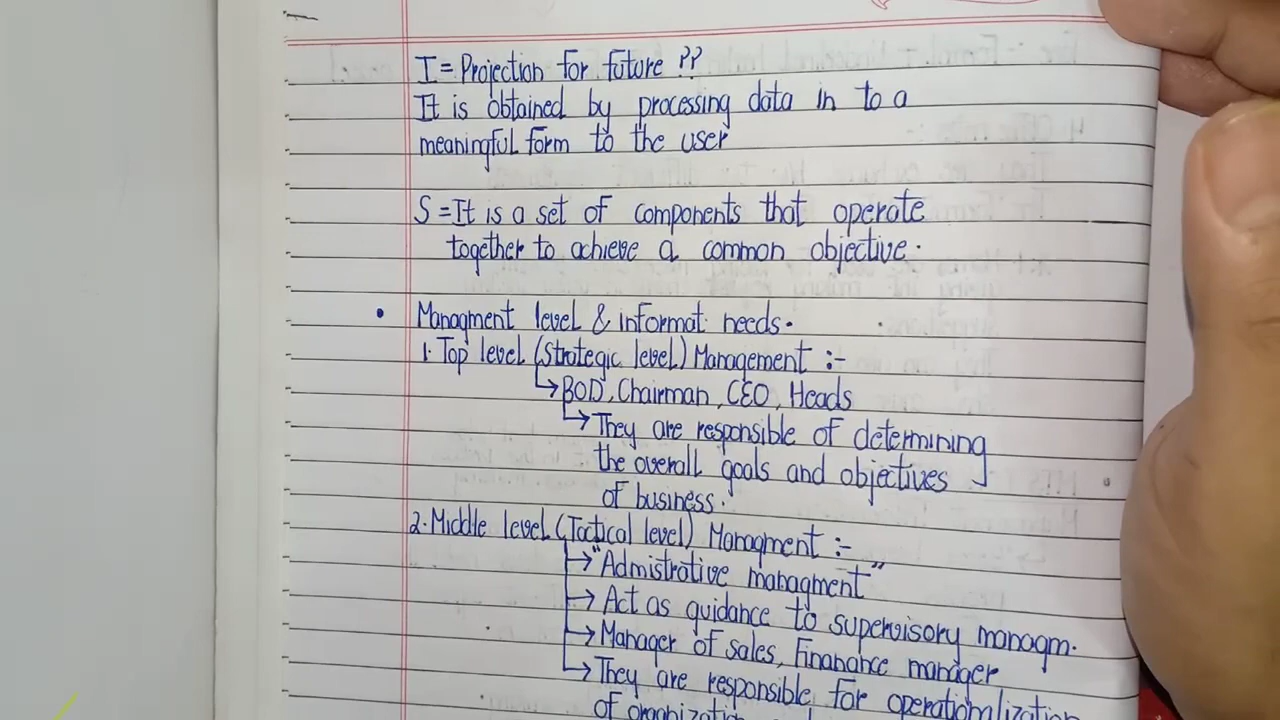 I = Projection for future ??
It is obtained by processing data in to a
meaningful form to the user
S = It is a set of components that operate
together to achieve a common objective.
• Managment level & informat needs.
1. Top level (Strategic level) Management :-
→ BOD, Chairman, CEO, Heads
→ They are responsible of determining
the overall goals and objectives
of business.
2. Middle level (Tactical level) Managment :-
→ "Admistrative managment"
→ Act as guidance to supervisory managm.
→ Manager of sales, Finanance manager
→ They are responsible for operationalization
of